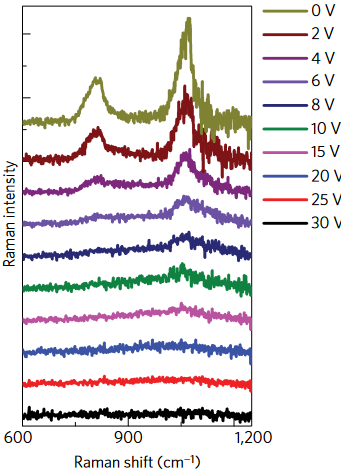 0 V
2 V
4 V
6 V
8 V
10 V
15 V
20 V
25 V
30 V
Raman intensity
600
900
1,200
Raman shift (cm⁻¹)